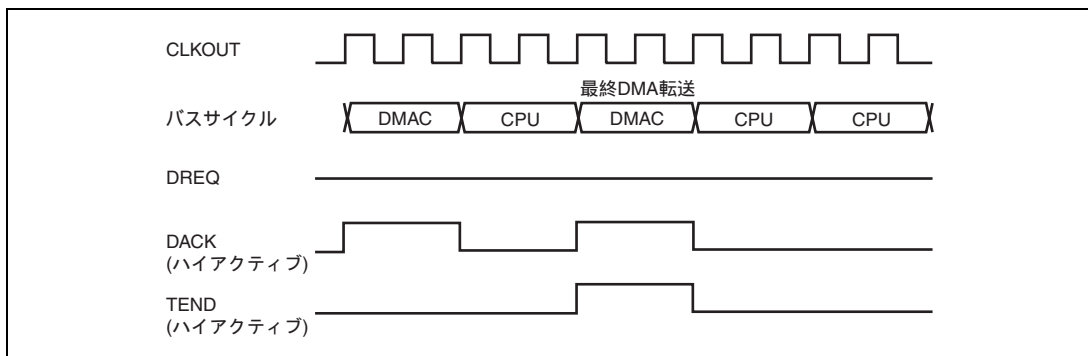 CLKOUT
最終DMA転送
バスサイクル DMAC CPU DMAC CPU CPU
DREQ
DACK
(ハイアクティブ)
TEND
(ハイアクティブ)